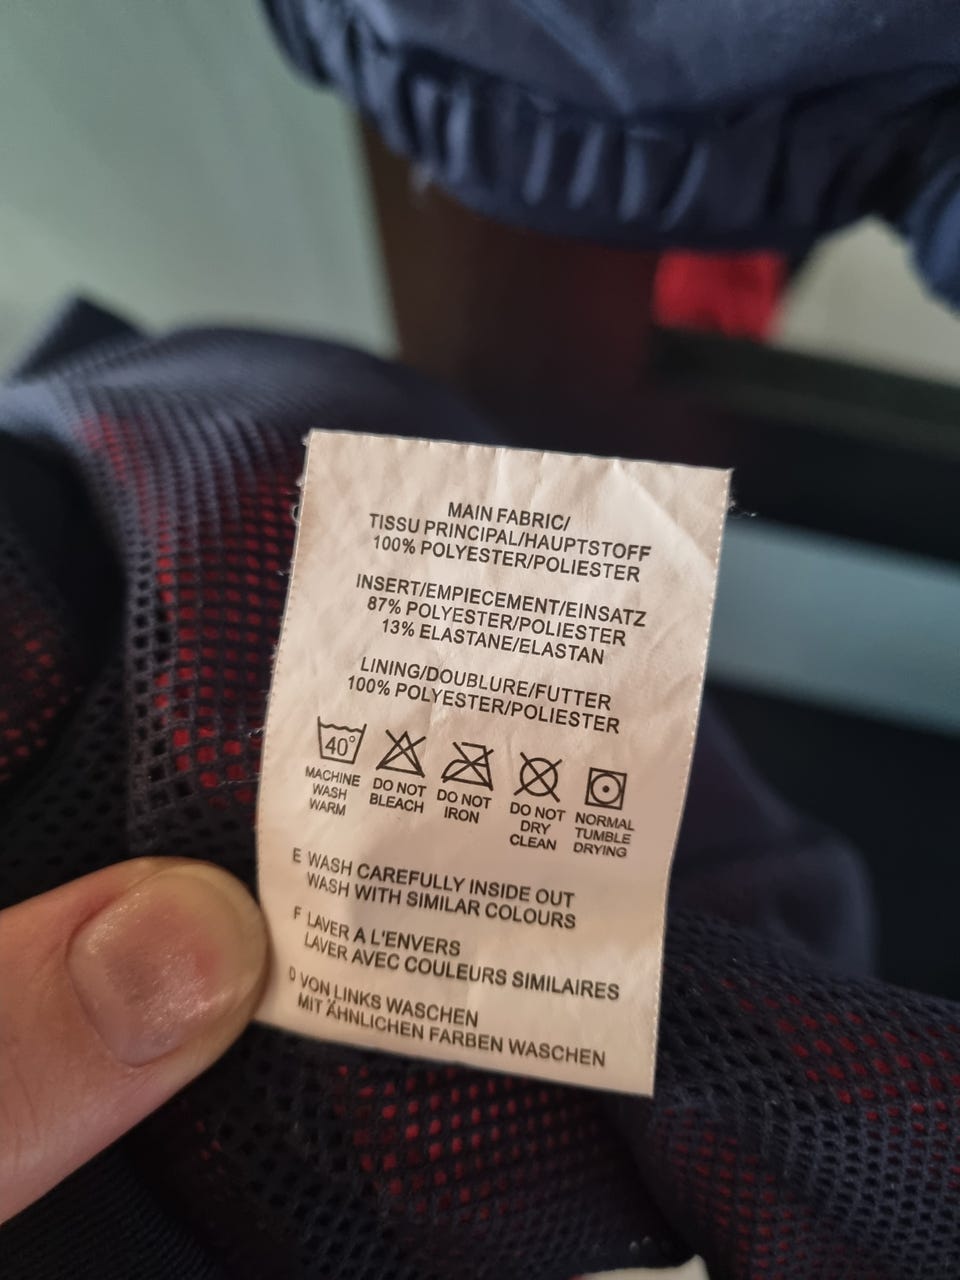 MAIN FABRIC/
TISSU PRINCIPAL/HAUPTSTOFF
100% POLYESTER/POLIESTER
INSERT/EMPIECEMENT/EINSATZ
87% POLYESTER/POLIESTER
13% ELASTANE/ELASTAN
LINING/DOUBLURE/FUTTER
100% POLYESTER/POLIESTER
40°
MACHINE
WASH
WARM
DO NOT
BLEACH
DO NOT
IRON
DO NOT
DRY
CLEAN
NORMAL
TUMBLE
DRYING
E WASH CAREFULLY INSIDE OUT
WASH WITH SIMILAR COLOURS
F LAVER A L'ENVERS
LAVER AVEC COULEURS SIMILAIRES
D VON LINKS WASCHEN
MIT ÄHNLICHEN FARBEN WASCHEN